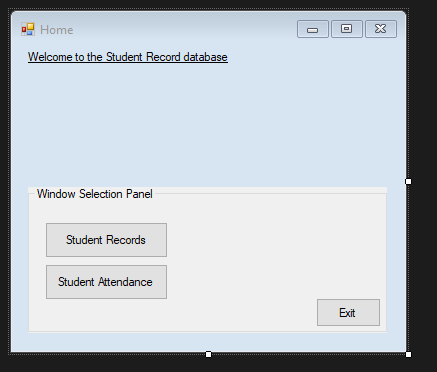 Home
Welcome to the Student Record database
Window Selection Panel
Student Records
Student Attendance
Exit